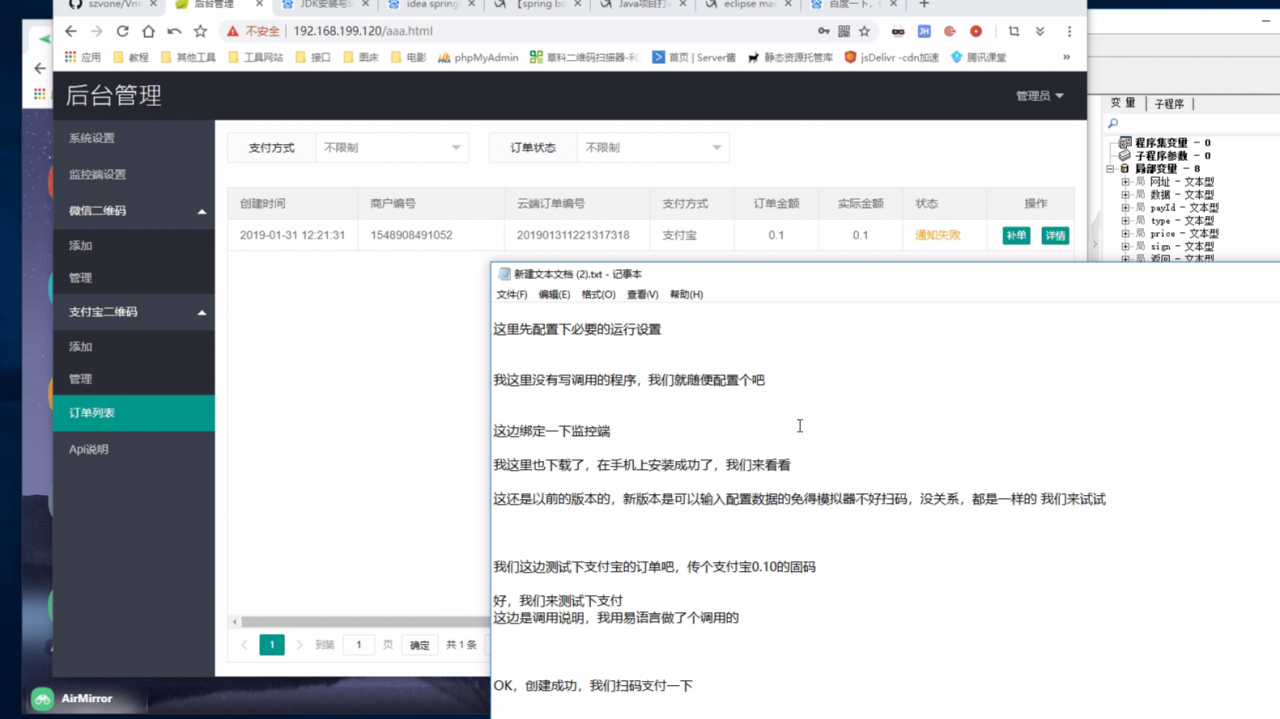 szvone/Vm
后台管理
JDK安装与
idea spring
【spring bo
Java项目打
eclipse ma
百度一下，
不安全
192.168.199.120/aaa.html
应用
教程
其他工具
工具网站
接口
图床
电影
phpMyAdmin
草料二维码扫描器-利
首页 | Server酱
静态资源托管库
jsDelivr -cdn加速
腾讯课堂
»
后台管理
管理员
系统设置
监控端设置
微信二维码
添加
管理
支付宝二维码
添加
管理
订单列表
Api说明
支付方式
不限制
订单状态
不限制
创建时间
商户编号
云端订单编号
支付方式
订单金额
实际金额
状态
操作
2019-01-31 12:21:31
1548908491052
201901311221317318
支付宝
0.1
0.1
通知失败
补单
详情
1
到第
1
页
确定
共 1 条
变 量
子程序
程序集变量 - 0
子程序参数 - 0
局部变量 - 8
局 网址 - 文本型
局 数据 - 文本型
局 payId - 文本型
局 type - 文本型
局 price - 文本型
局 sign - 文本型
局 返回 - 文本型
新建文本文档 (2).txt - 记事本
文件(F)
编辑(E)
格式(O)
查看(V)
帮助(H)
这里先配置下必要的运行设置
我这里没有写调用的程序，我们就随便配置个吧
这边绑定一下监控端
我这里也下载了，在手机上安装成功了，我们来看看
这还是以前的版本的，新版本是可以输入配置数据的免得模拟器不好扫码，没关系，都是一样的 我们来试试
我们这边测试下支付宝的订单吧，传个支付宝0.10的固码
好，我们来测试下支付
这边是调用说明，我用易语言做了个调用的
OK，创建成功，我们扫码支付一下
AirMirror